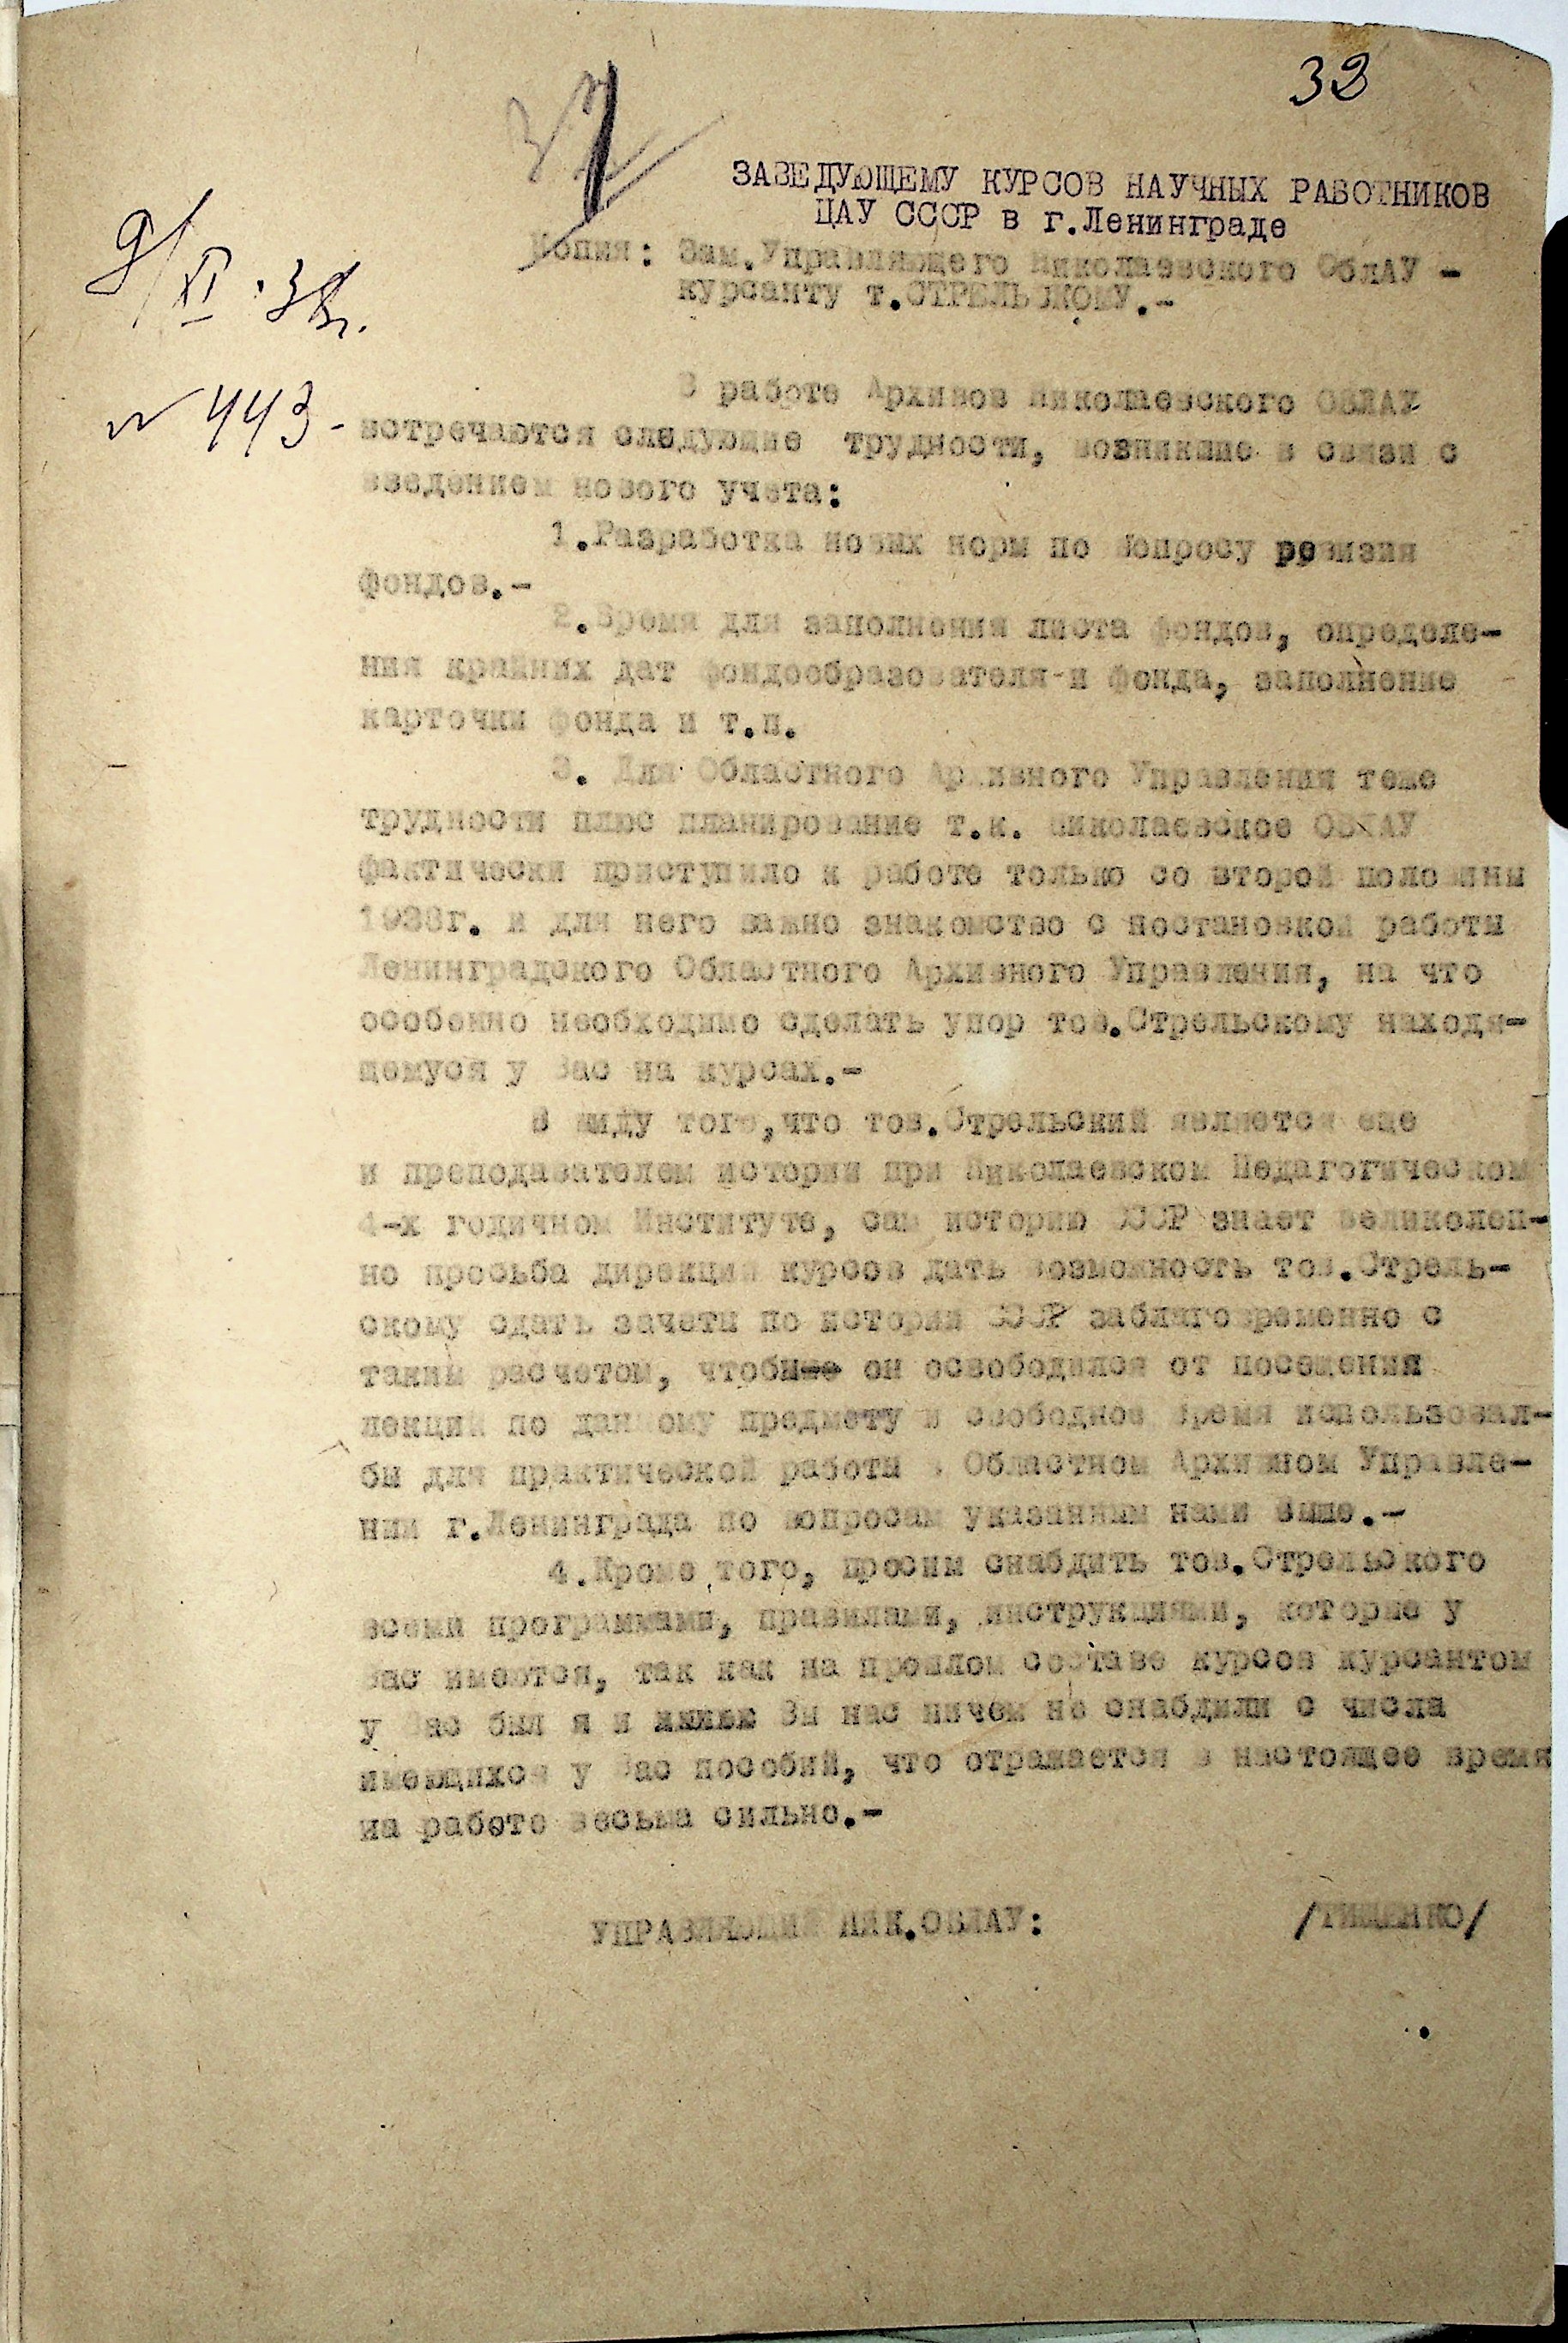 32
ЗАВЕДУЮЩЕМУ КУРСОВ НАУЧНЫХ РАБОТНИКОВ
ЦАУ СССР в г.Ленинграде
9/XI.38г.
Копия: Зам.Управляющего Николаевского ОблАУ -
курсанту т.СТРЕЛЬСКОМУ.-
№ 443-
В работе Архивов Николаевского ОБЛАУ
встречаются следующие трудности, возникшие в связи с
введением нового учета:
1.Разработка новых норм по вопросу ревизии
фондов.-
2.Время для заполнения листа фондов, определе-
ния крайних дат фондообразователя и фонда, заполнение
карточки фонда и т.п.
3. Для Областного Архивного Управления теже
трудности плюс планирование т.к. Николаевское ОБЛАУ
фактически приступило к работе только со второй половины
1938г. и для него важно знакомство с постановкой работы
Ленинградского Областного Архивного Управления, на что
особенно необходимо сделать упор тов.Стрельскому находя-
щемуся у Вас на курсах.-
В виду того,что тов.Стрельский является еще
и преподавателем истории при Николаевском Педагогическом
4-х годичном Институте, сам историю СССР знает великолеп-
но просьба дирекции курсов дать возможность тов.Стрель-
скому сдать зачеты по истории СССР заблаговременно с
таким расчетом, чтобы он освободился от посещения
лекций по данному предмету и свободное время использовал-
бы для практической работы в Областном Архивном Управле-
нии г.Ленинграда по вопросам указанным нами выше.-
4.Кроме того, просим снабдить тов.Стрельского
всеми программами, правилами, инструкциями, которые у
Вас имеются, так как на прошлом составе курсов курсантом
у Вас был я и Вы нас ничем не снабдили с числа
имеющихся у Вас пособий, что отражается в настоящее время
на работе весьма сильно.-
УПРАВЛЯЮЩИЙ НИК.ОБЛАУ: /ТИЩЕНКО/